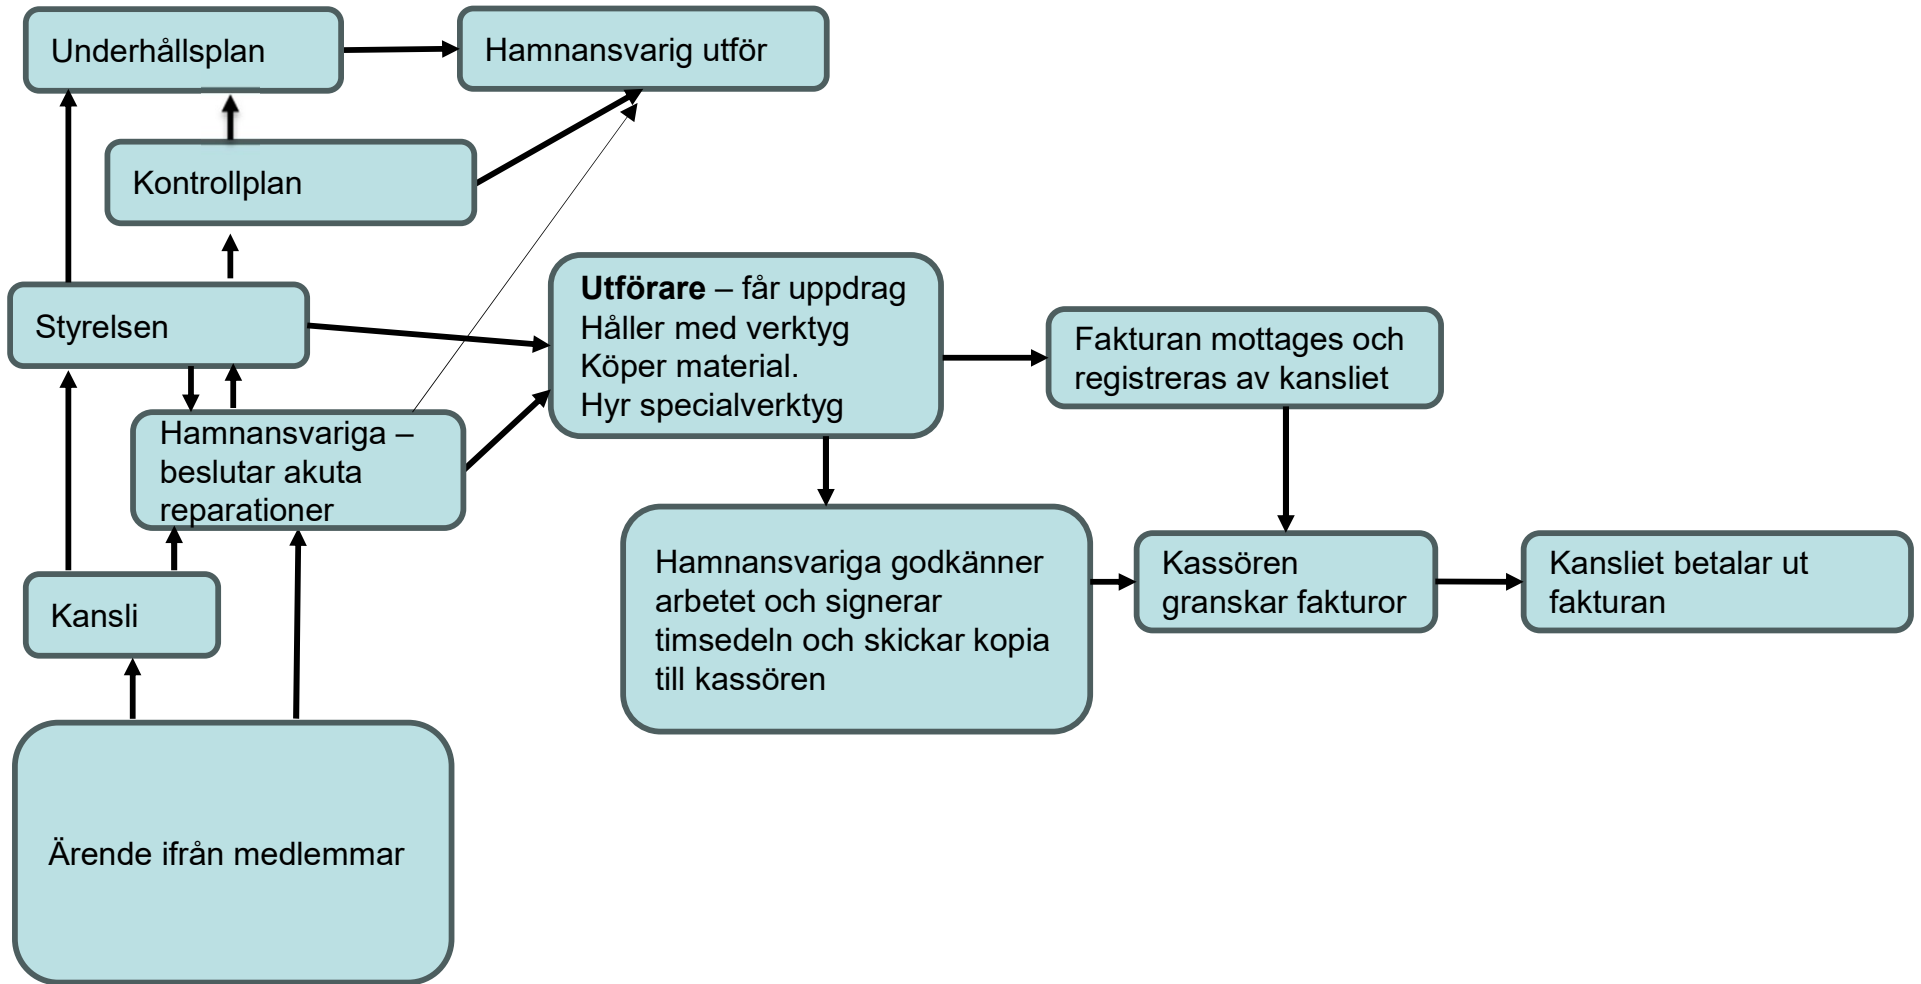 Underhållsplan
Hamnansvarig utför
Kontrollplan
Styrelsen
Utförare – får uppdrag
Håller med verktyg
Köper material.
Hyr specialverktyg
Fakturan mottages och
registreras av kansliet
Hamnansvariga –
beslutar akuta
reparationer
Kansli
Hamnansvariga godkänner
arbetet och signerar
timsedeln och skickar kopia
till kassören
Kassören
granskar fakturor
Kansliet betalar ut
fakturan
Ärende ifrån medlemmar